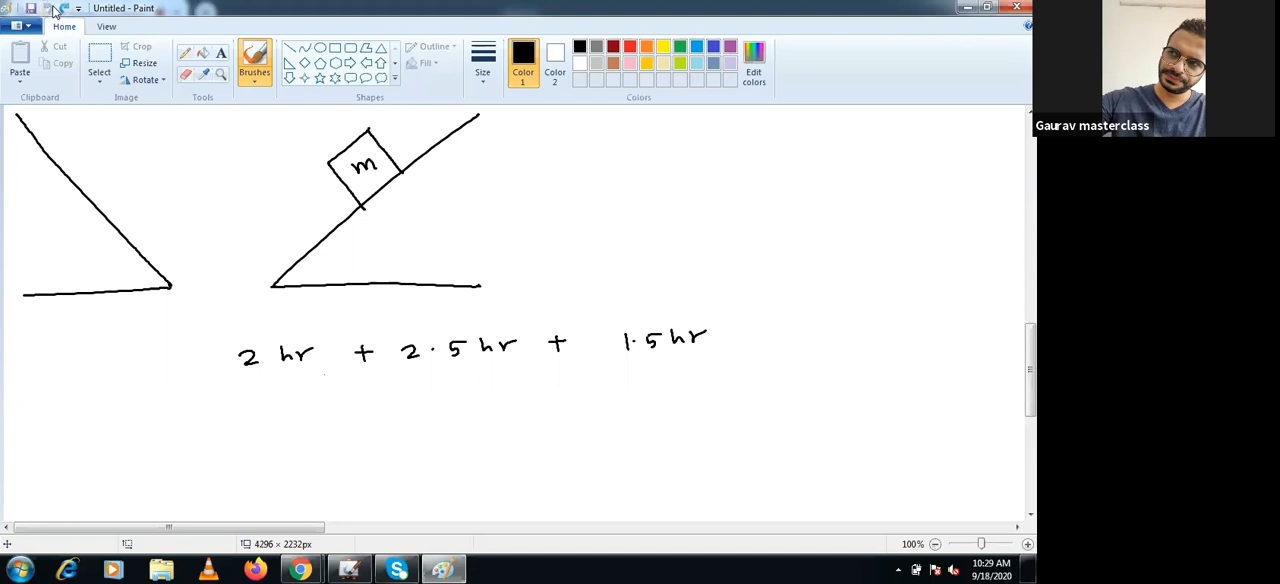 Untitled - Paint
Home View
Paste
Cut
Copy
Clipboard
Select
Crop
Resize
Rotate
Image
A
Tools
Brushes
Shapes
Outline
Fill
Size
Color 1
Color 2
Colors
Edit colors
Gaurav masterclass
m
2 hr + 2.5 hr + 1.5 hr
4296 × 2232px
100%
10:29 AM
9/18/2020